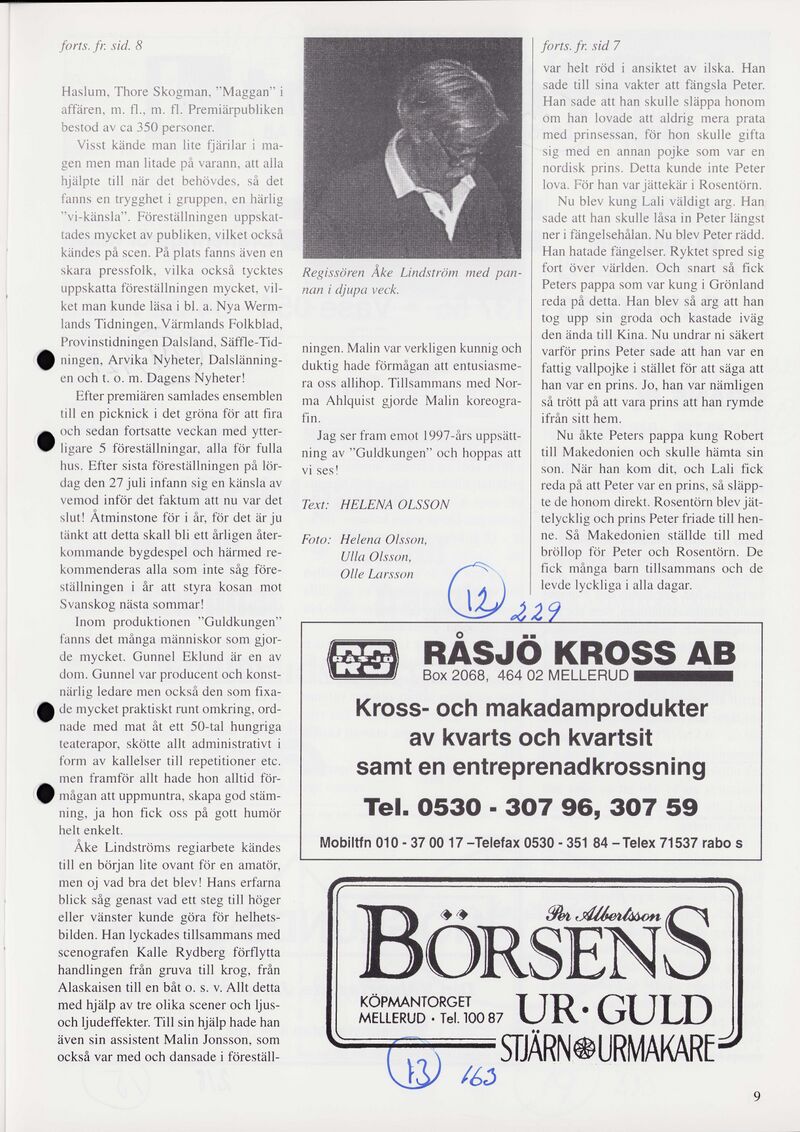 forts. fr. sid. 8
Haslum, Thore Skogman, "Maggan" i
affären, m. fl., m. fl. Premiärpubliken
bestod av ca 350 personer.
Visst kände man lite fjärilar i ma-
gen men man litade på varann, att alla
hjälpte till när det behövdes, så det
fanns en trygghet i gruppen, en härlig
"vi-känsla". Föreställningen uppskat-
tades mycket av publiken, vilket också
kändes på scen. På plats fanns även en
skara pressfolk, vilka också tycktes
uppskatta föreställningen mycket, vil-
ket man kunde läsa i bl. a. Nya Werm-
lands Tidningen, Värmlands Folkblad,
Provinstidningen Dalsland, Säffle-Tid-
ningen, Arvika Nyheter, Dalslänning-
en och t. o. m. Dagens Nyheter!
Efter premiären samlades ensemblen
till en picknick i det gröna för att fira
och sedan fortsatte veckan med ytter-
ligare 5 föreställningar, alla för fulla
hus. Efter sista föreställningen på lör-
dag den 27 juli infann sig en känsla av
vemod inför det faktum att nu var det
slut! Åtminstone för i år, för det är ju
tänkt att detta skall bli ett årligen åter-
kommande bygdespel och härmed re-
kommenderas alla som inte såg före-
ställningen i år att styra kosan mot
Svanskog nästa sommar!
Inom produktionen "Guldkungen"
fanns det många människor som gjor-
de mycket. Gunnel Eklund är en av
dom. Gunnel var producent och konst-
närlig ledare men också den som fixa-
de mycket praktiskt runt omkring, ord-
nade med mat åt ett 50-tal hungriga
teaterapor, skötte allt administrativt i
form av kallelser till repetitioner etc.
men framför allt hade hon alltid för-
mågan att uppmuntra, skapa god stäm-
ning, ja hon fick oss på gott humör
helt enkelt.
Åke Lindströms regiarbete kändes
till en början lite ovant för en amatör,
men oj vad bra det blev! Hans erfarna
blick såg genast vad ett steg till höger
eller vänster kunde göra för helhets-
bilden. Han lyckades tillsammans med
scenografen Kalle Rydberg förflytta
handlingen från gruva till krog, från
Alaskaisen till en båt o. s. v. Allt detta
med hjälp av tre olika scener och ljus-
och ljudeffekter. Till sin hjälp hade han
även sin assistent Malin Jonsson, som
också var med och dansade i föreställ-
Regissören Åke Lindström med pan-
nan i djupa veck.
ningen. Malin var verkligen kunnig och
duktig hade förmågan att entusiasme-
ra oss allihop. Tillsammans med Nor-
ma Ahlquist gjorde Malin koreogra-
fin.
Jag ser fram emot 1997-års uppsätt-
ning av "Guldkungen" och hoppas att
vi ses!
Text: HELENA OLSSON
Foto: Helena Olsson,
Ulla Olsson,
Olle Larsson
forts. fr. sid 7
var helt röd i ansiktet av ilska. Han
sade till sina vakter att fängsla Peter.
Han sade att han skulle släppa honom
om han lovade att aldrig mera prata
med prinsessan, för hon skulle gifta
sig med en annan pojke som var en
nordisk prins. Detta kunde inte Peter
lova. För han var jättekär i Rosentörn.
Nu blev kung Lali väldigt arg. Han
sade att han skulle låsa in Peter längst
ner i fängelsehålan. Nu blev Peter rädd.
Han hatade fängelser. Ryktet spred sig
fort över världen. Och snart så fick
Peters pappa som var kung i Grönland
reda på detta. Han blev så arg att han
tog upp sin groda och kastade iväg
den ända till Kina. Nu undrar ni säkert
varför prins Peter sade att han var en
fattig vallpojke i stället för att säga att
han var en prins. Jo, han var nämligen
så trött på att vara prins att han rymde
ifrån sitt hem.
Nu åkte Peters pappa kung Robert
till Makedonien och skulle hämta sin
son. När han kom dit, och Lali fick
reda på att Peter var en prins, så släpp-
te de honom direkt. Rosentörn blev jät-
telycklig och prins Peter friade till hen-
ne. Så Makedonien ställde till med
bröllop för Peter och Rosentörn. De
fick många barn tillsammans och de
levde lyckliga i alla dagar.
12 229
RÅSJÖ
RÅSJÖ KROSS AB
Box 2068, 464 02 MELLERUD
Kross- och makadamprodukter
av kvarts och kvartsit
samt en entreprenadkrossning
Tel. 0530 - 307 96, 307 59
Mobiltfn 010 - 37 00 17 –Telefax 0530 - 351 84 – Telex 71537 rabo s
Per Albertsson
BÖRSENS
KÖPMANTORGET
MELLERUD • Tel. 100 87
UR • GULD
STJÄRNURMAKARE
13 163
9